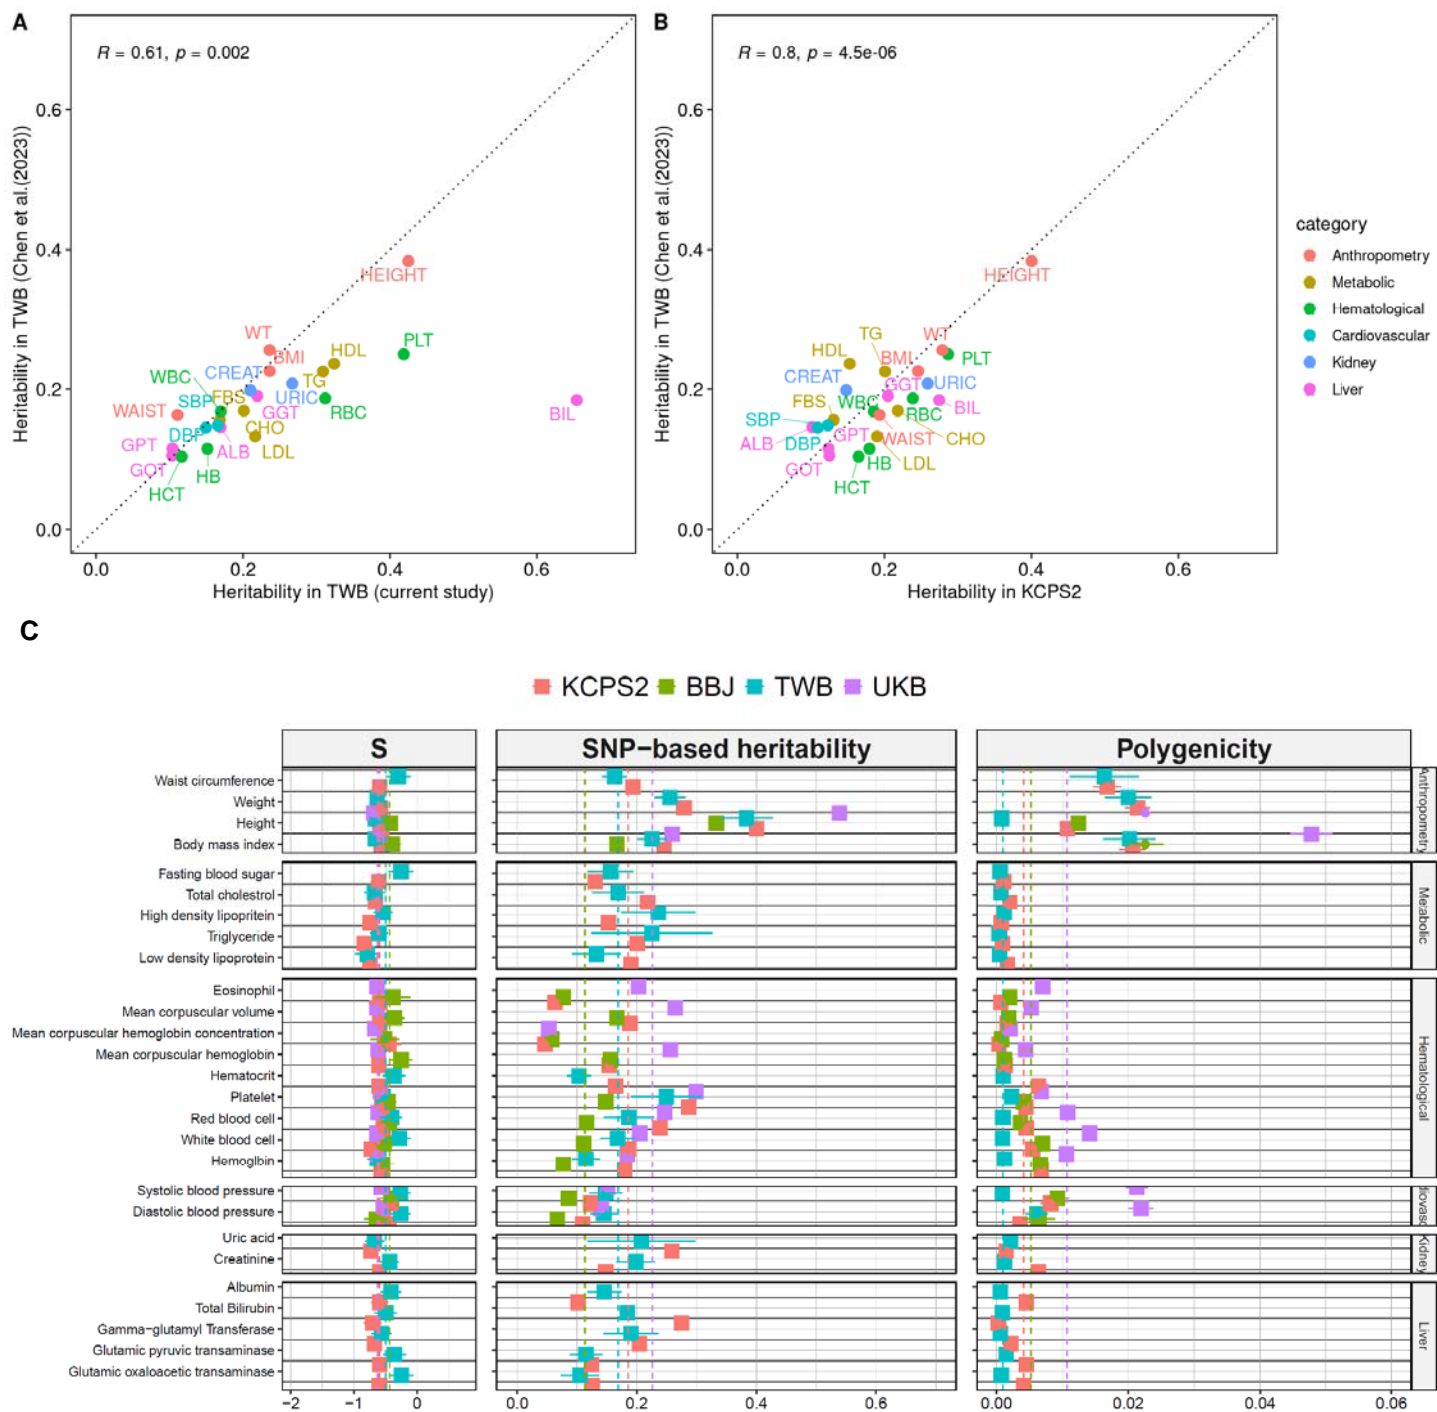 A
R = 0.61, p = 0.002
Heritability in TWB (Chen et al.(2023))
0.6
0.4
0.2
0.0
HEIGHT
WT
BMI
HDL
PLT
CREAT
TG
WBC
URIC
SBP
FBS
GGT
RBC
BIL
WAIST
CHO
DBP
ALB
LDL
GPT
GOT
HB
HCT
0.0 0.2 0.4 0.6
Heritability in TWB (current study)
B
R = 0.8, p = 4.5e-06
Heritability in TWB (Chen et al.(2023))
0.6
0.4
0.2
0.0
HEIGHT
TG
WT
HDL
BMI
PLT
CREAT
GGT
URIC
FBS
WBC
BIL
SBP
RBC
ALB
DBP
GPT
WAIST
CHO
GOT
HB
LDL
HCT
0.0 0.2 0.4 0.6
Heritability in KCPS2
category
Anthropometry
Metabolic
Hematological
Cardiovascular
Kidney
Liver
C
KCPS2 BBJ TWB UKB
S SNP-based heritability Polygenicity
Waist circumference
Weight
Height
Body mass index
Anthropometry
Fasting blood sugar
Total cholestrol
High density lipopritein
Triglyceride
Low density lipoprotein
Metabolic
Eosinophil
Mean corpuscular volume
Mean corpuscular hemoglobin concentration
Mean corpuscular hemoglobin
Hematocrit
Platelet
Red blood cell
White blood cell
Hemoglbin
Hematological
Systolic blood pressure
Diastolic blood pressure
diovasc
Uric acid
Creatinine
Kidney
Albumin
Total Bilirubin
Gamma-glutamyl Transferase
Glutamic pyruvic transaminase
Glutamic oxaloacetic transaminase
Liver
-2 -1 0 0.0 0.2 0.4 0.6 0.00 0.02 0.04 0.06